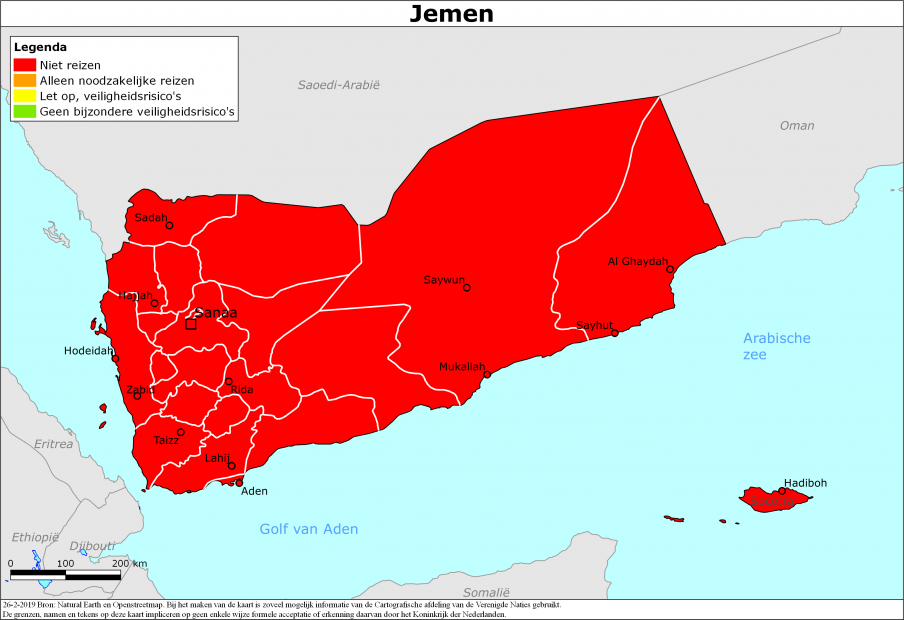 Jemen
Legenda
Niet reizen
Alleen noodzakelijke reizen
Let op, veiligheidsrisico's
Geen bijzondere veiligheidsrisico's
Saoedi-Arabië
Oman
Sadah
Al Ghaydah
Saywun
Hajjah
Sanaa
Sayhut
Arabische
zee
Hodeidah
Mukallah
Zabid
Rida
Taizz
Eritrea
Lahij
Aden
Hadiboh
Socotra
Golf van Aden
Ethiopië
Djibouti
0 100 200 km
Somalië
26-2-2019 Bron: Natural Earth en Openstreetmap. Bij het maken van de kaart is zoveel mogelijk informatie van de Cartografische afdeling van de Verenigde Naties gebruikt.
De grenzen, namen en tekens op deze kaart impliceren op geen enkele wijze formele acceptatie of erkenning daarvan door het Koninkrijk der Nederlanden.